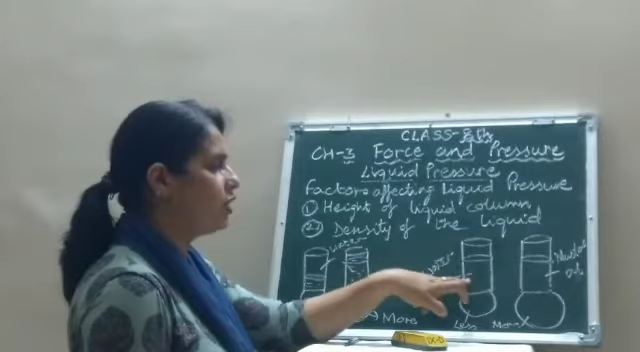 CLASS-8th
CH-3 Force and Pressure
Liquid Pressure
Factors affecting liquid Pressure
① Height of liquid column
② Density of the liquid
water
More
Less More